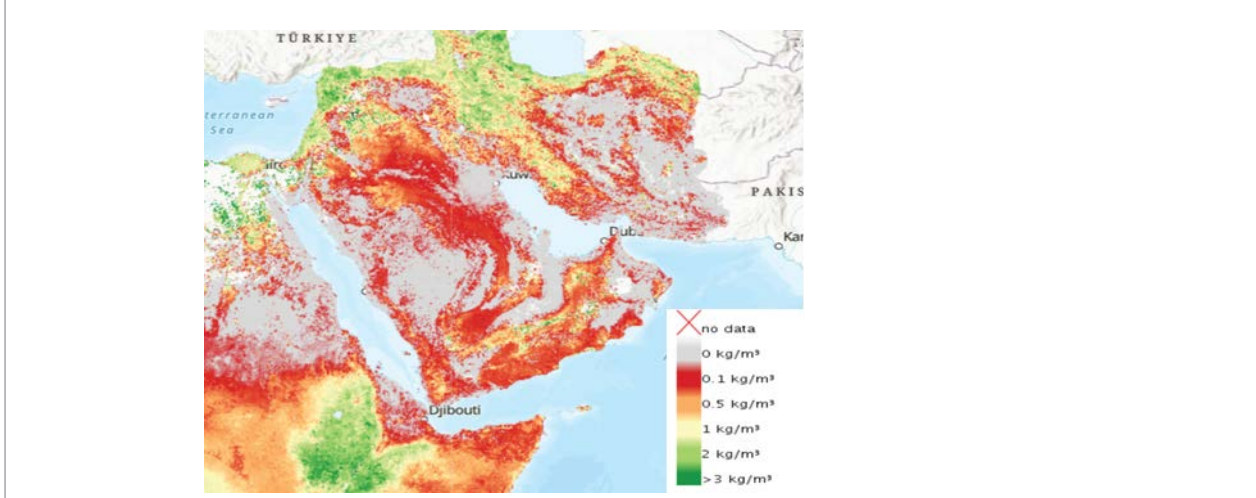 TÜRKIYE
terranean
Sea
PAKIS
Kar
Djibouti
no data
0 kg/m³
0.1 kg/m³
0.5 kg/m³
1 kg/m³
2 kg/m³
>3 kg/m³